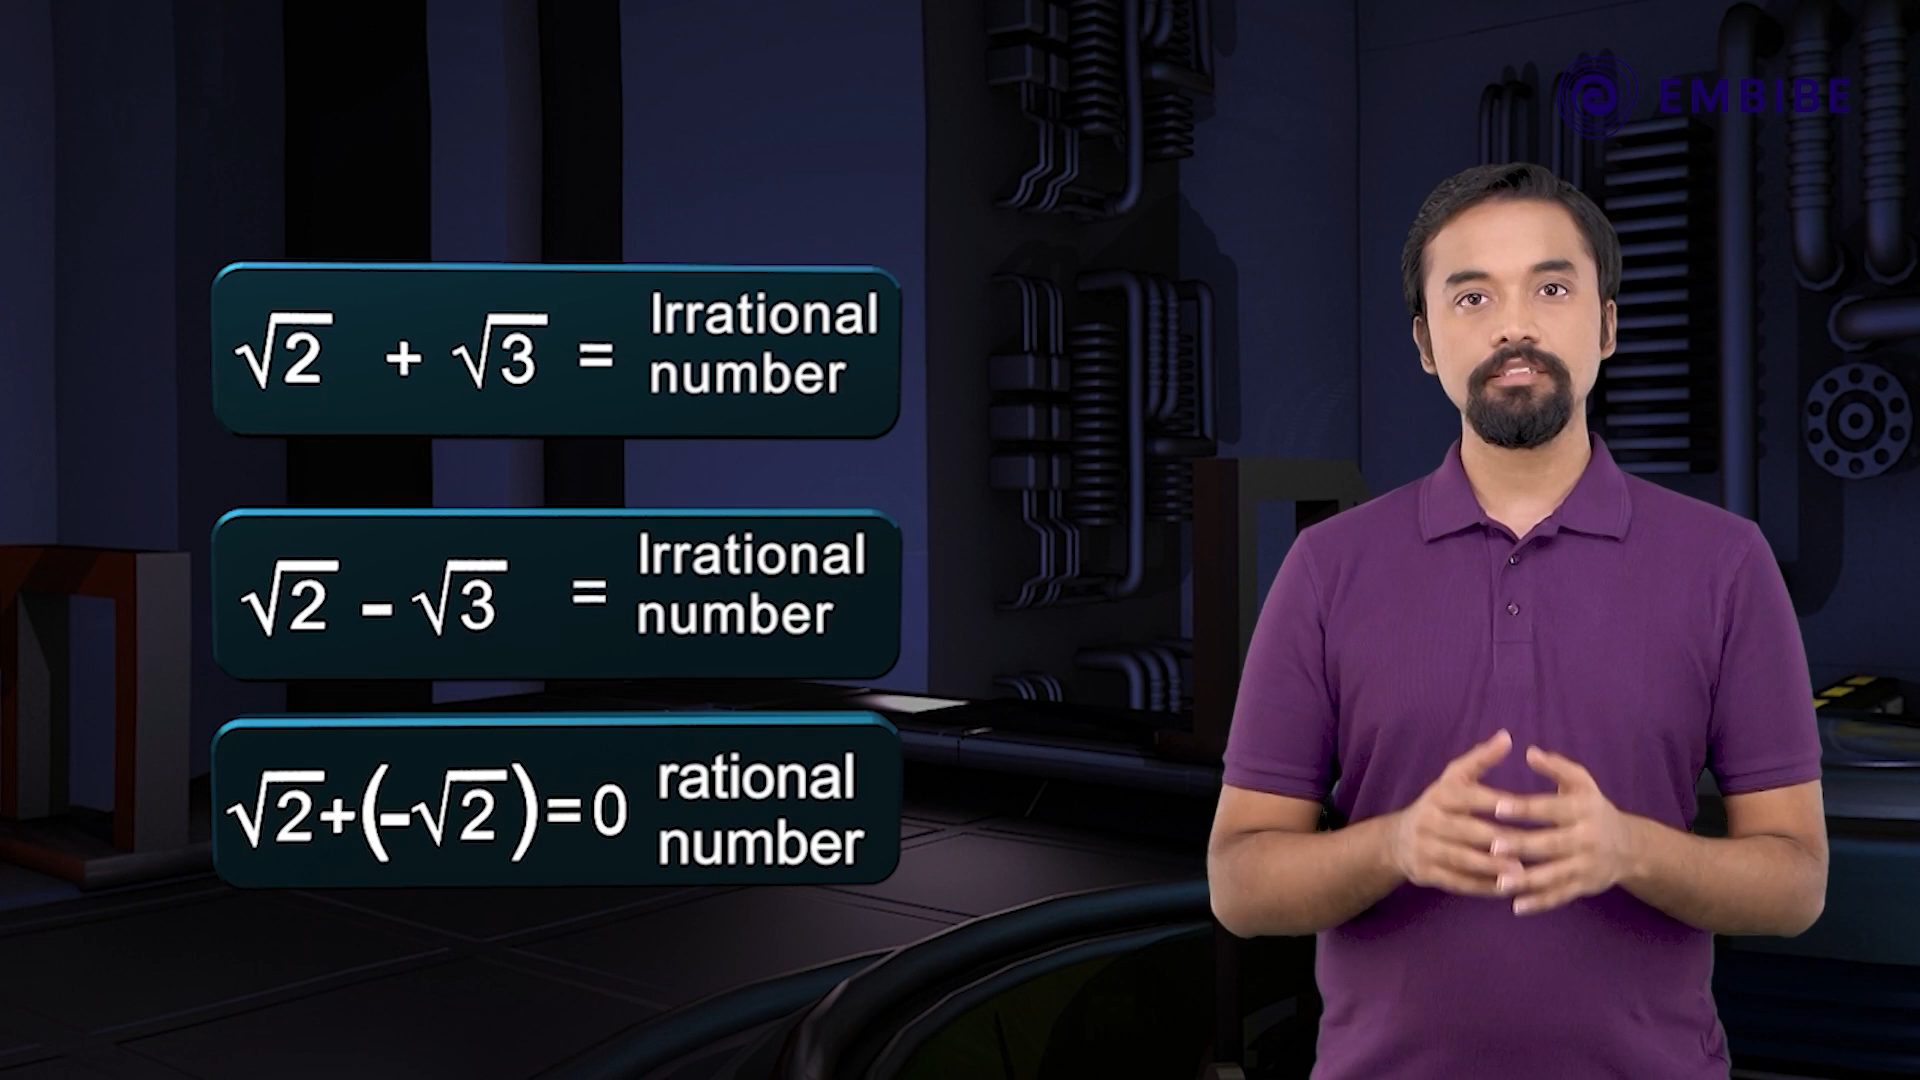 EMBIBE
√2 + √3 = Irrational
number
√2 - √3 = Irrational
number
√2+(-√2)=0 rational
number